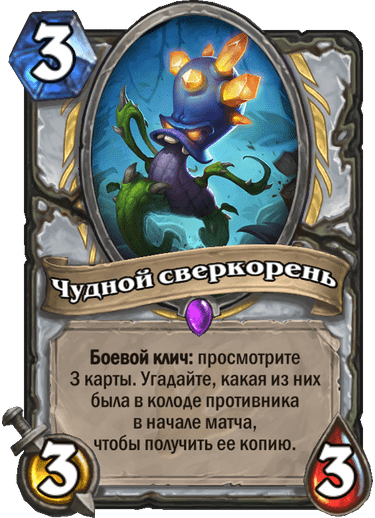 3
Чудной сверкорень
Боевой клич: просмотрите
3 карты. Угадайте, какая из них
была в колоде противника
в начале матча,
чтобы получить ее копию.
3
3